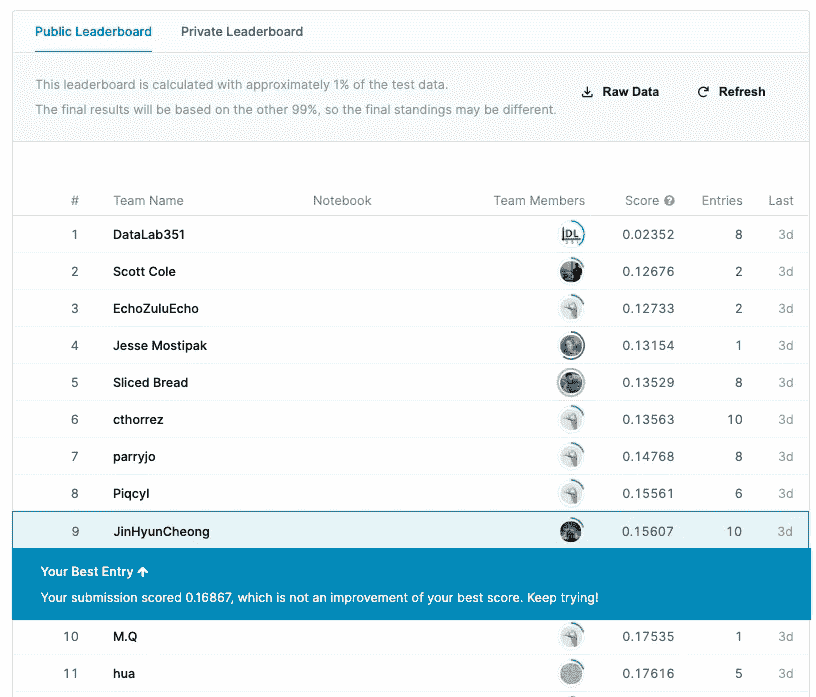 Public Leaderboard Private Leaderboard
This leaderboard is calculated with approximately 1% of the test data.
The final results will be based on the other 99%, so the final standings may be different.
Raw Data Refresh
# Team Name Notebook Team Members Score Entries Last
1 DataLab351 DL 0.02352 8 3d
2 Scott Cole 0.12676 2 3d
3 EchoZuluEcho 0.12733 2 3d
4 Jesse Mostipak 0.13154 1 3d
5 Sliced Bread 0.13529 8 3d
6 cthorrez 0.13563 10 3d
7 parryjo 0.14768 8 3d
8 Piqcyl 0.15561 6 3d
9 JinHyunCheong 0.15607 10 3d
Your Best Entry
Your submission scored 0.16867, which is not an improvement of your best score. Keep trying!
10 M.Q 0.17535 1 3d
11 hua 0.17616 5 3d